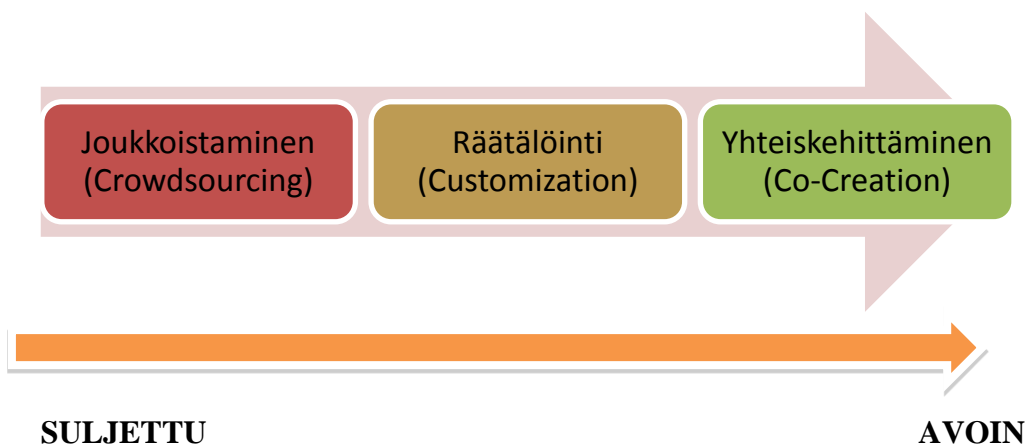 Joukkoistaminen
(Crowdsourcing)
Räätälöinti
(Customization)
Yhteiskehittäminen
(Co-Creation)
SULJETTU
AVOIN